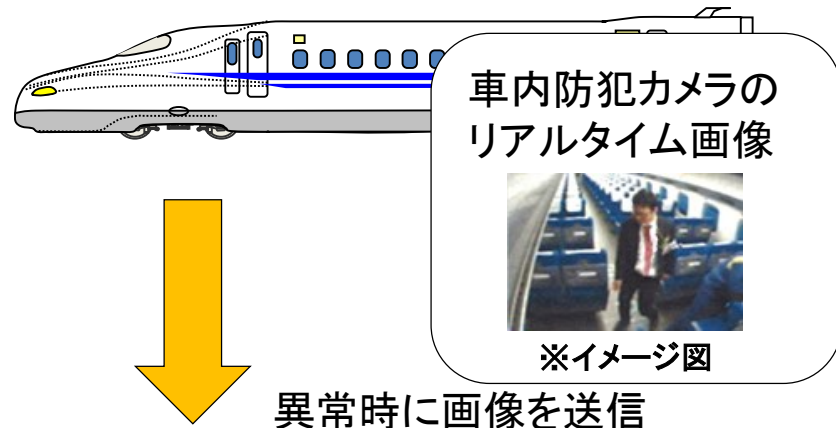 車内防犯カメラの
リアルタイム画像
※イメージ図
異常時に画像を送信